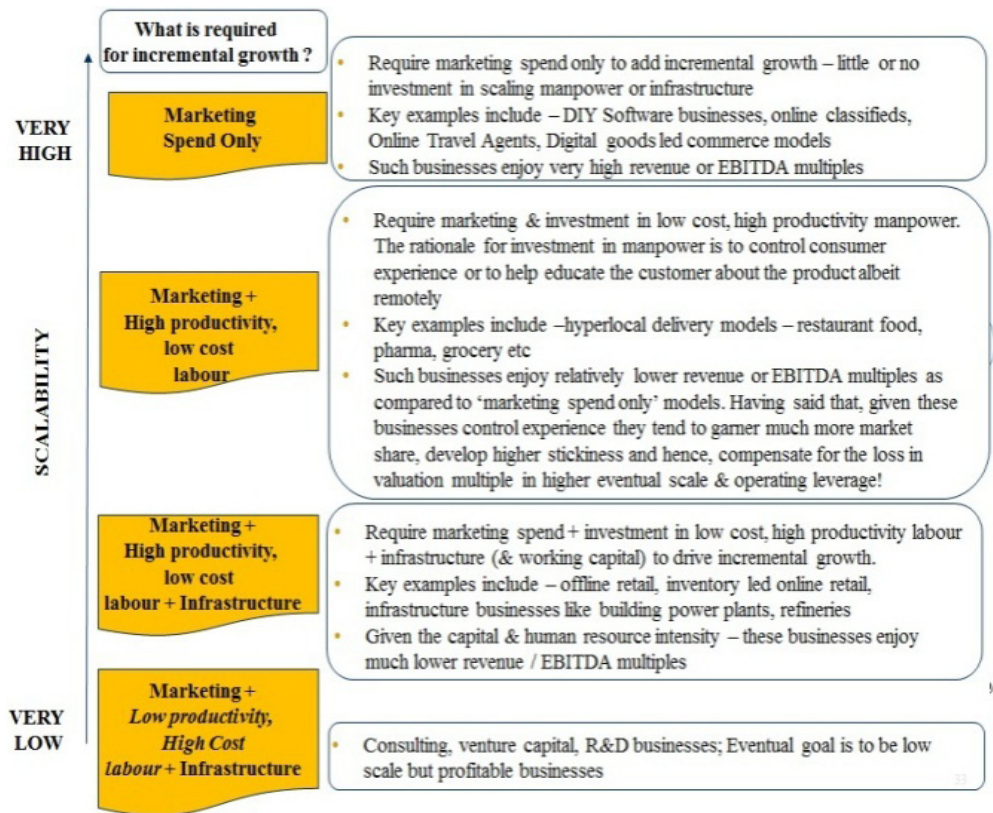 What is required
for incremental growth ?
VERY
HIGH
Marketing
Spend Only
• Require marketing spend only to add incremental growth – little or no
investment in scaling manpower or infrastructure
• Key examples include – DIY Software businesses, online classifieds,
Online Travel Agents, Digital goods led commerce models
• Such businesses enjoy very high revenue or EBITDA multiples
SCALABILITY
Marketing +
High productivity,
low cost
labour
• Require marketing & investment in low cost, high productivity manpower.
The rationale for investment in manpower is to control consumer
experience or to help educate the customer about the product albeit
remotely
• Key examples include –hyperlocal delivery models – restaurant food,
pharma, grocery etc
• Such businesses enjoy relatively lower revenue or EBITDA multiples as
compared to ‘marketing spend only’ models. Having said that, given these
businesses control experience they tend to garner much more market
share, develop higher stickiness and hence, compensate for the loss in
valuation multiple in higher eventual scale & operating leverage!
Marketing +
High productivity,
low cost
labour + Infrastructure
• Require marketing spend + investment in low cost, high productivity labour
+ infrastructure (& working capital) to drive incremental growth.
• Key examples include – offline retail, inventory led online retail,
infrastructure businesses like building power plants, refineries
• Given the capital & human resource intensity – these businesses enjoy
much lower revenue / EBITDA multiples
VERY
LOW
Marketing +
Low productivity,
High Cost
labour + Infrastructure
• Consulting, venture capital, R&D businesses; Eventual goal is to be low
scale but profitable businesses
33